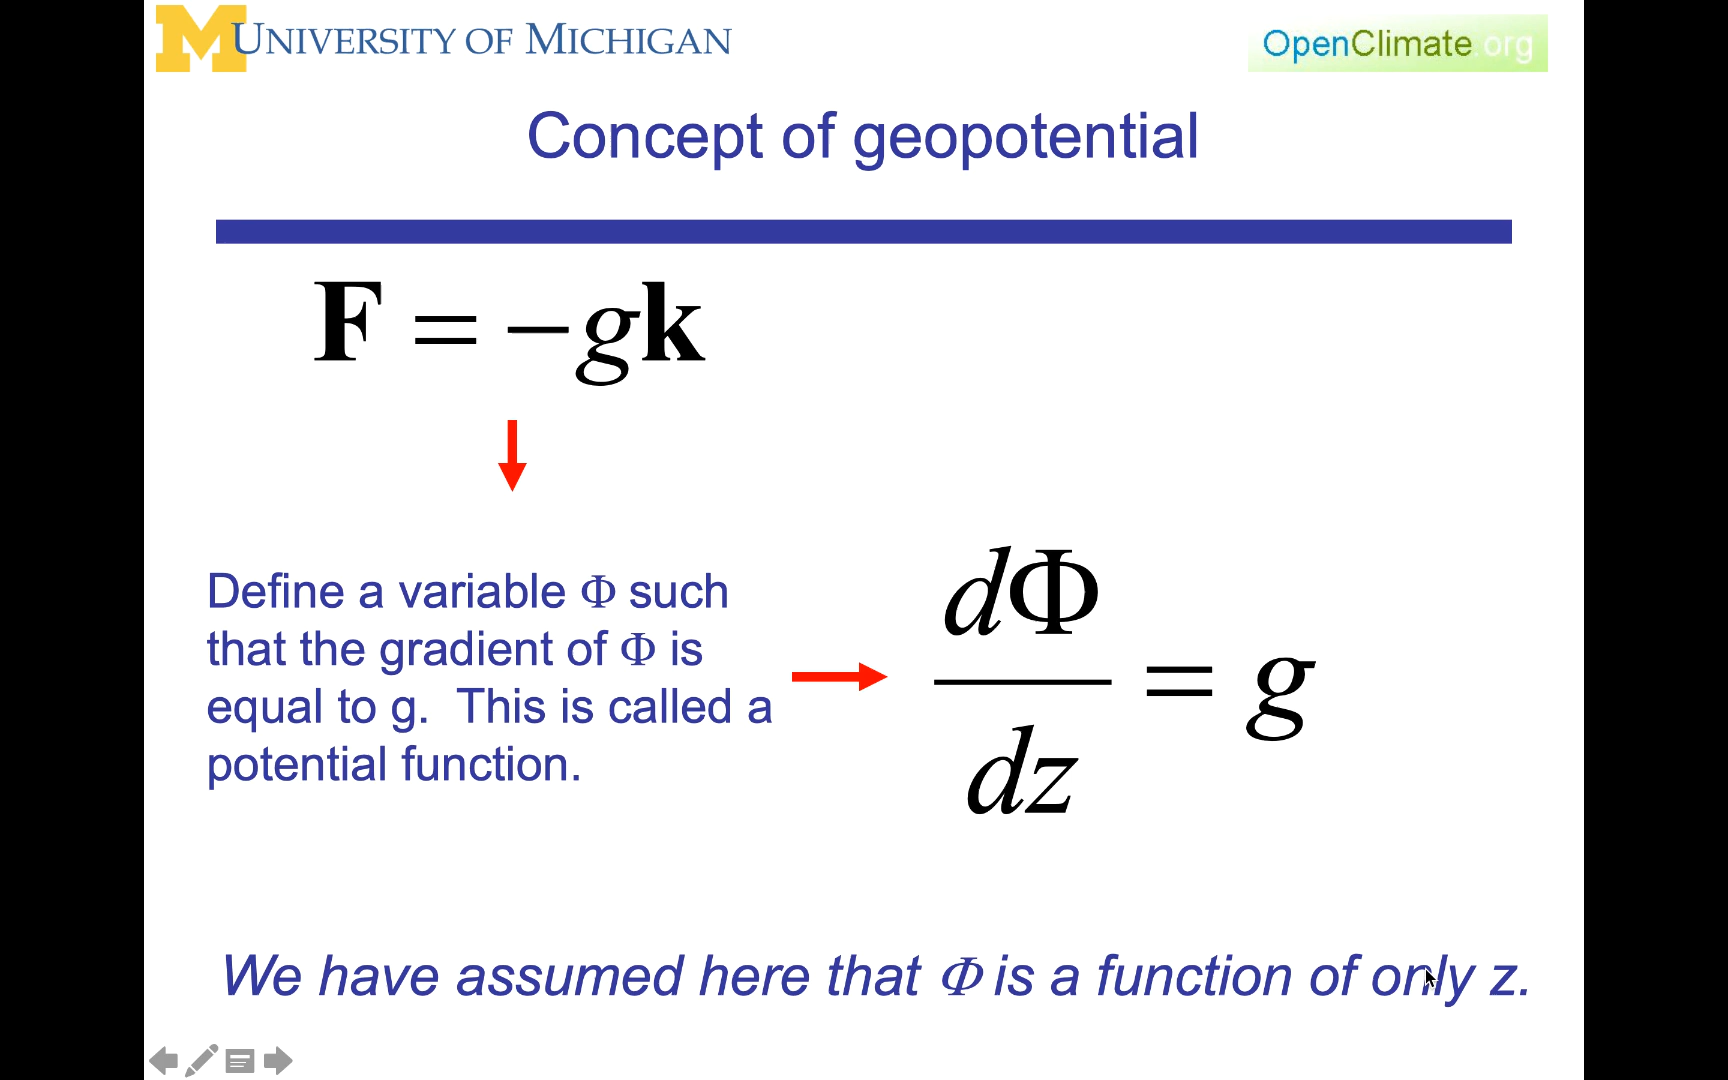 M UNIVERSITY OF MICHIGAN
OpenClimate.org
Concept of geopotential
F = −gk
Define a variable Φ such
that the gradient of Φ is
equal to g.  This is called a
potential function.
dΦ/dz = g
We have assumed here that Φ is a function of only z.